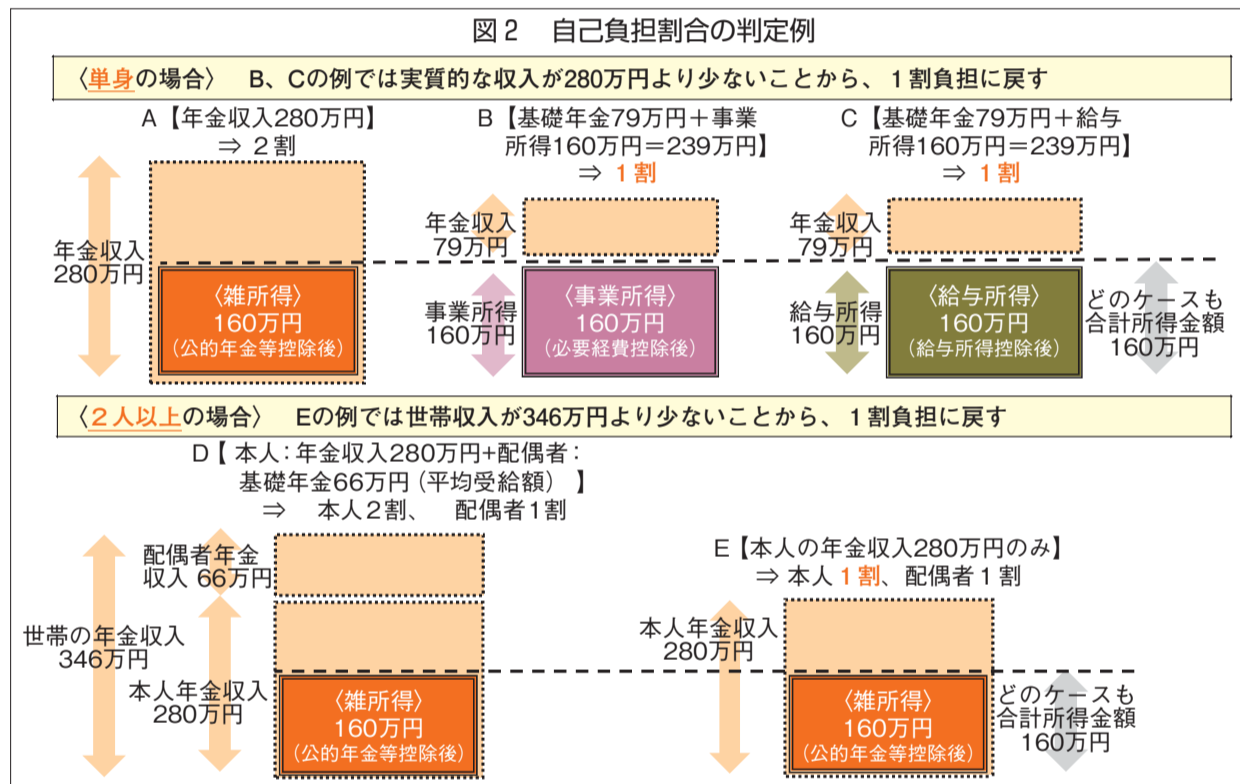 図2　自己負担割合の判定例
〈単身の場合〉　B、Cの例では実質的な収入が280万円より少ないことから、1割負担に戻す
A【年金収入280万円】
⇒ 2割
年金収入
280万円
〈雑所得〉
160万円
(公的年金等控除後)
B【基礎年金79万円＋事業
所得160万円＝239万円】
⇒ 1割
年金収入
79万円
事業所得
160万円
〈事業所得〉
160万円
(必要経費控除後)
C【基礎年金79万円＋給与
所得160万円＝239万円】
⇒ 1割
年金収入
79万円
給与所得
160万円
〈給与所得〉
160万円
(給与所得控除後)
どのケースも
合計所得金額
160万円
〈2人以上の場合〉　Eの例では世帯収入が346万円より少ないことから、1割負担に戻す
D【 本人：年金収入280万円+配偶者：
基礎年金66万円（平均受給額） 】
⇒　本人2割、　配偶者1割
配偶者年金
収入 66万円
世帯の年金収入
346万円
本人年金収入
280万円
〈雑所得〉
160万円
(公的年金等控除後)
E【本人の年金収入280万円のみ】
⇒ 本人1割、配偶者1割
本人年金収入
280万円
〈雑所得〉
160万円
(公的年金等控除後)
どのケースも
合計所得金額
160万円